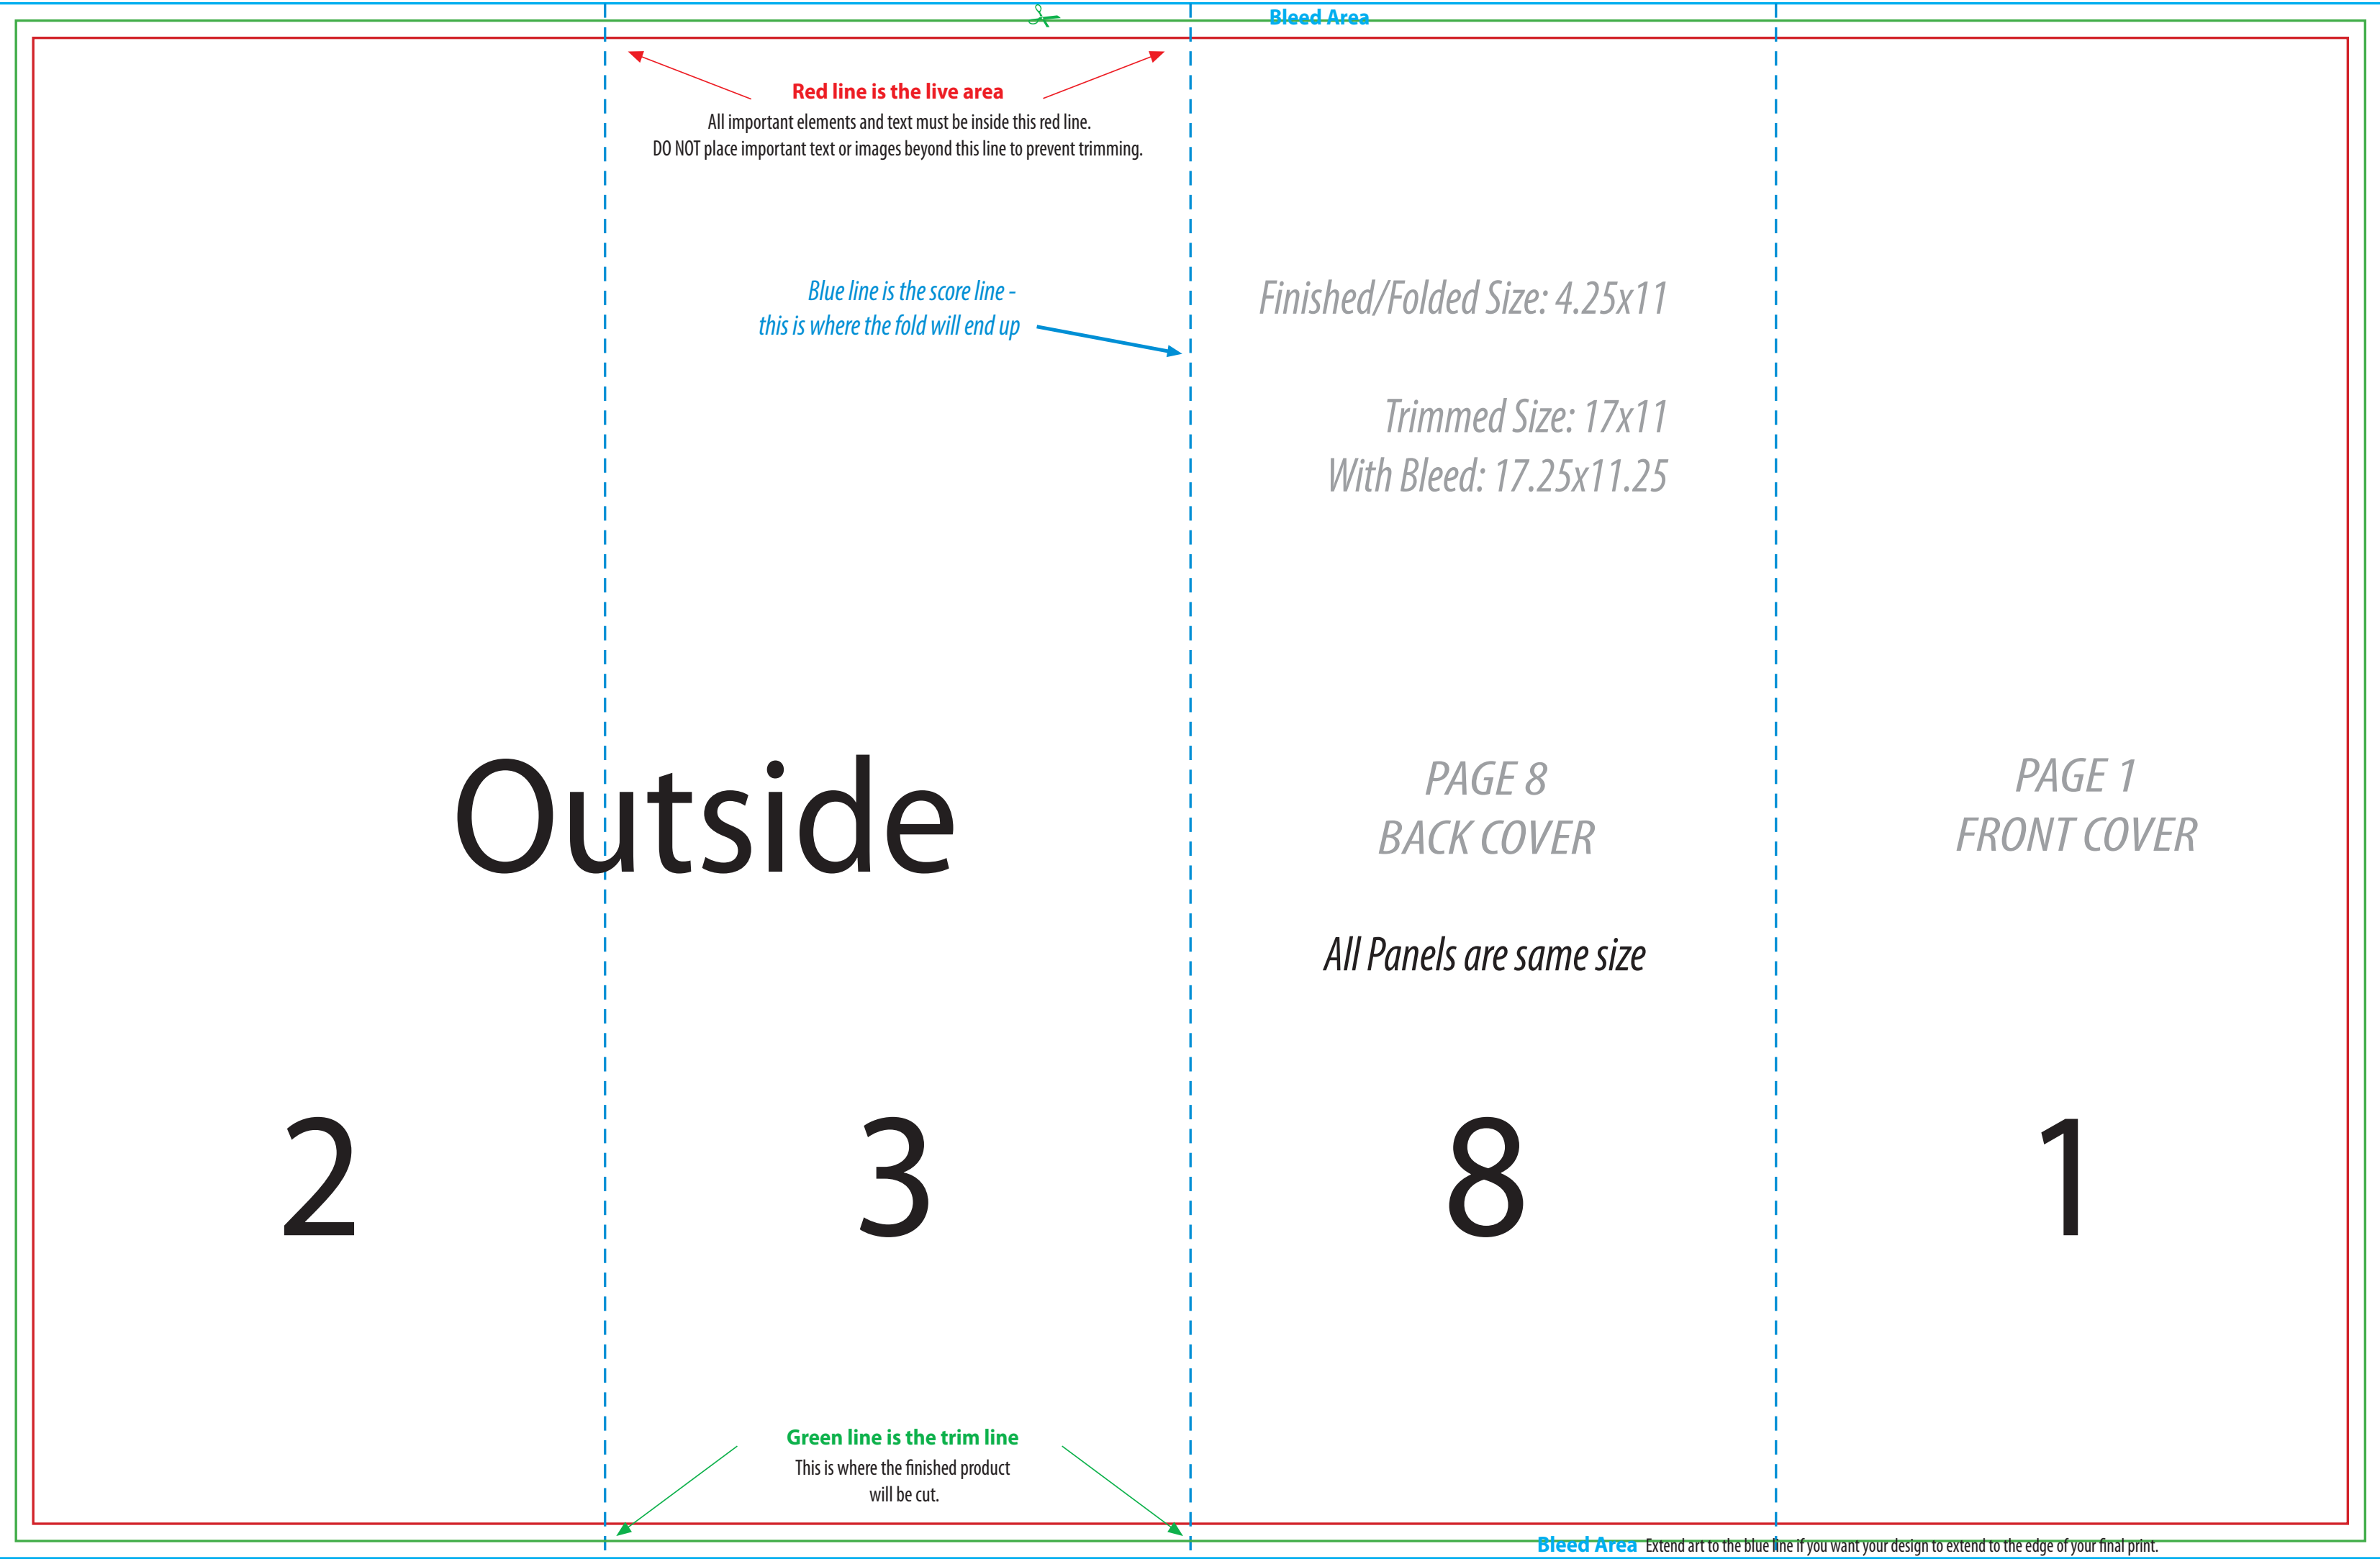 Bleed Area
Red line is the live area
All important elements and text must be inside this red line.
DO NOT place important text or images beyond this line to prevent trimming.
Blue line is the score line -
this is where the fold will end up
Finished/Folded Size: 4.25x11
Trimmed Size: 17x11
With Bleed: 17.25x11.25
Outside
PAGE 8
BACK COVER
PAGE 1
FRONT COVER
All Panels are same size
2
3
8
1
Green line is the trim line
This is where the finished product
will be cut.
Bleed Area Extend art to the blue line if you want your design to extend to the edge of your final print.